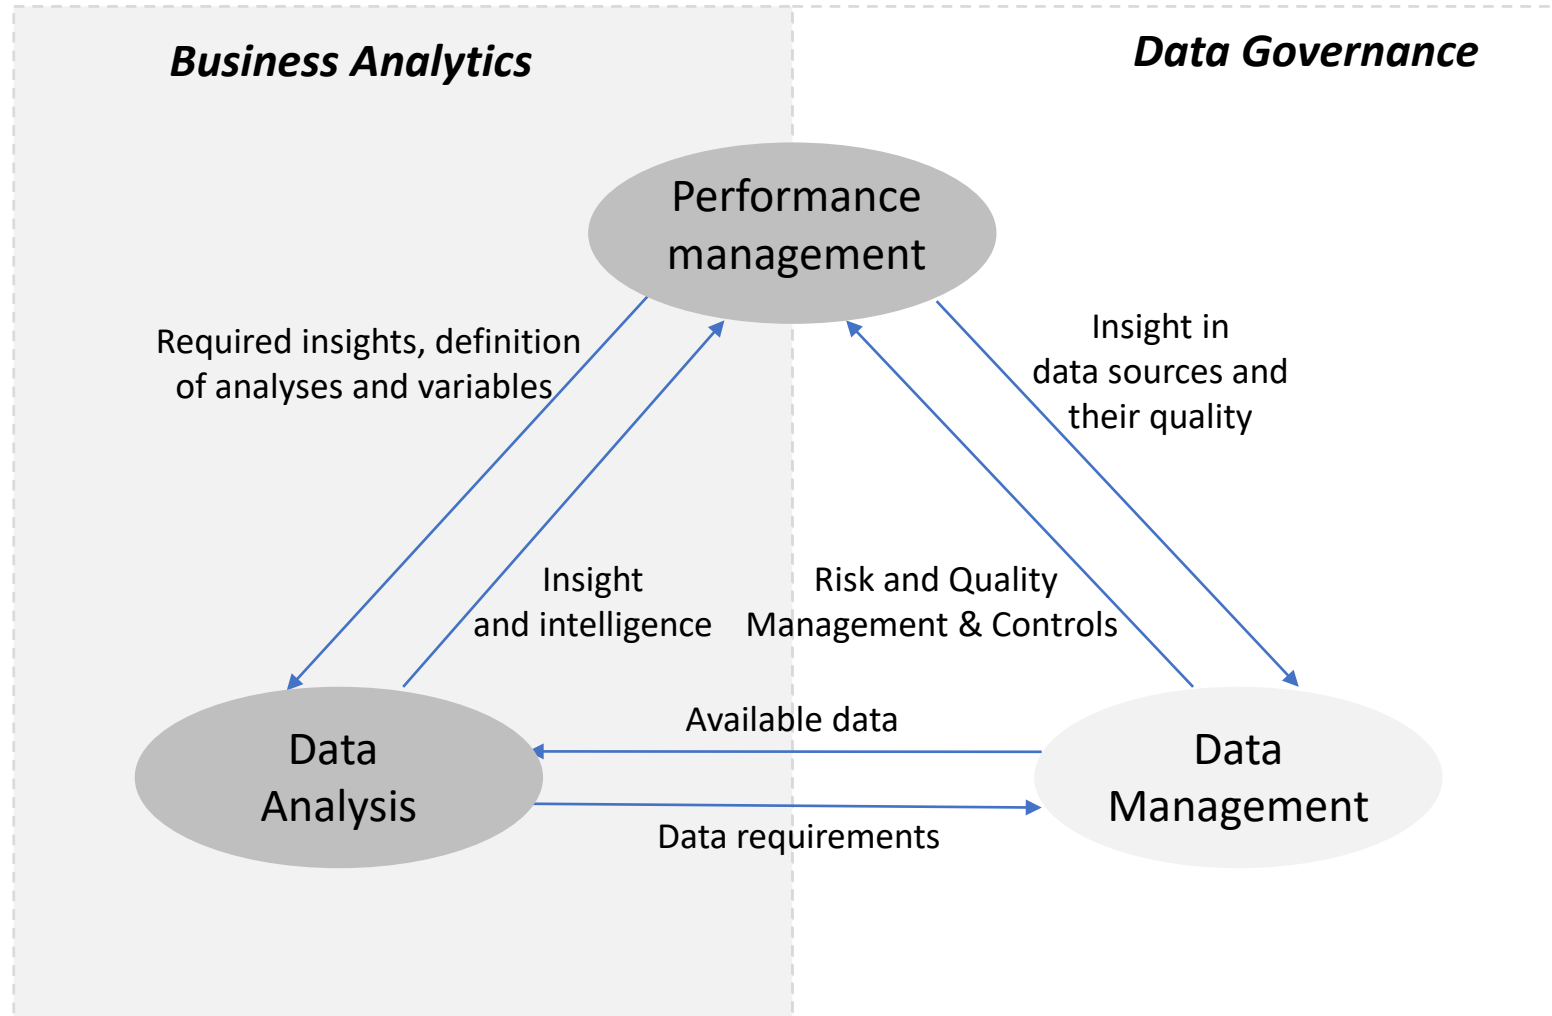 Business Analytics
Data Governance
Performance
management
Required insights, definition
of analyses and variables
Insight in
data sources and
their quality
Insight
and intelligence
Risk and Quality
Management & Controls
Available data
Data
Analysis
Data
Management
Data requirements